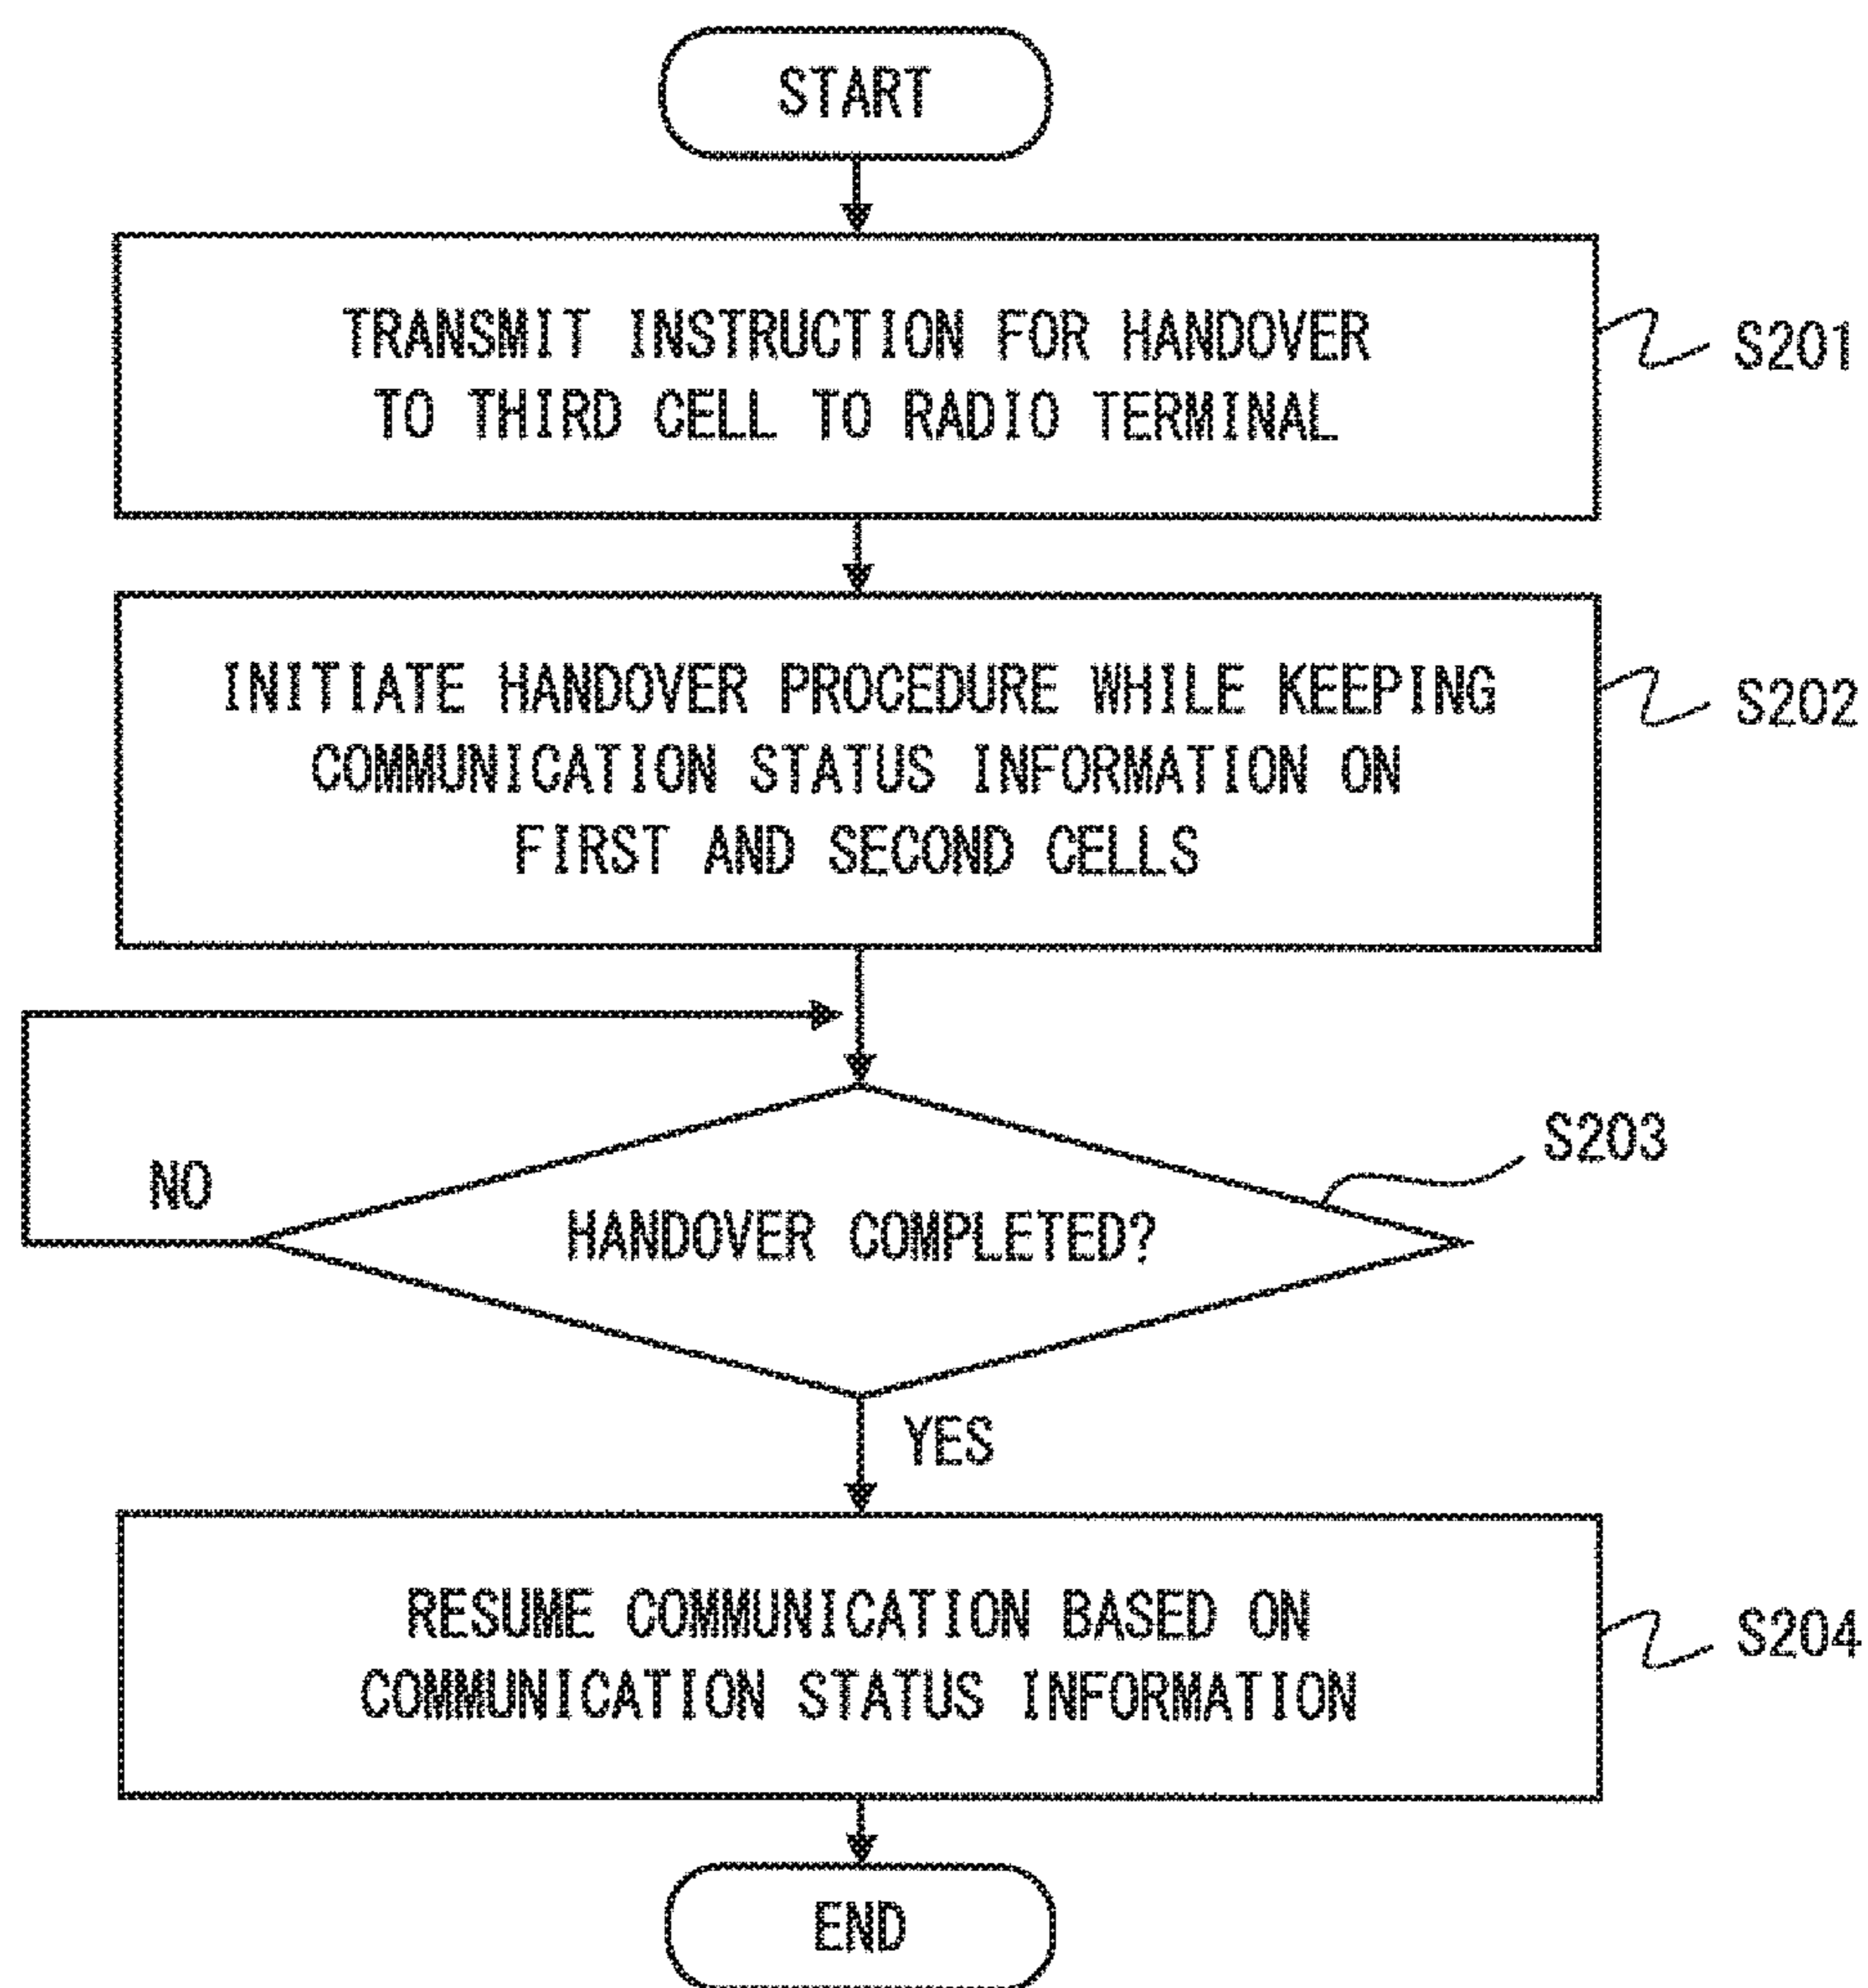 START
TRANSMIT INSTRUCTION FOR HANDOVER
TO THIRD CELL TO RADIO TERMINAL
S201
INITIATE HANDOVER PROCEDURE WHILE KEEPING
COMMUNICATION STATUS INFORMATION ON
FIRST AND SECOND CELLS
S202
S203
NO
HANDOVER COMPLETED?
YES
RESUME COMMUNICATION BASED ON
COMMUNICATION STATUS INFORMATION
S204
END